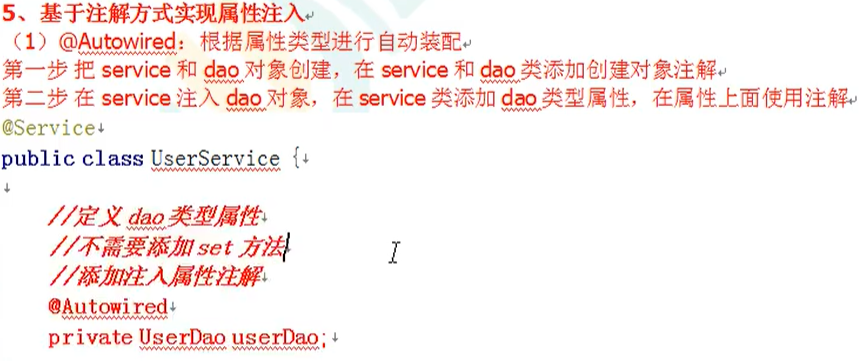 5、基于注解方式实现属性注入
（1）@Autowired：根据属性类型进行自动装配
第一步 把 service 和 dao 对象创建，在 service 和 dao 类添加创建对象注解
第二步 在 service 注入 dao 对象，在 service 类添加 dao 类型属性，在属性上面使用注解
@Service
public class UserService {
//定义 dao 类型属性
//不需要添加 set 方法
//添加注入属性注解
@Autowired
private UserDao userDao;